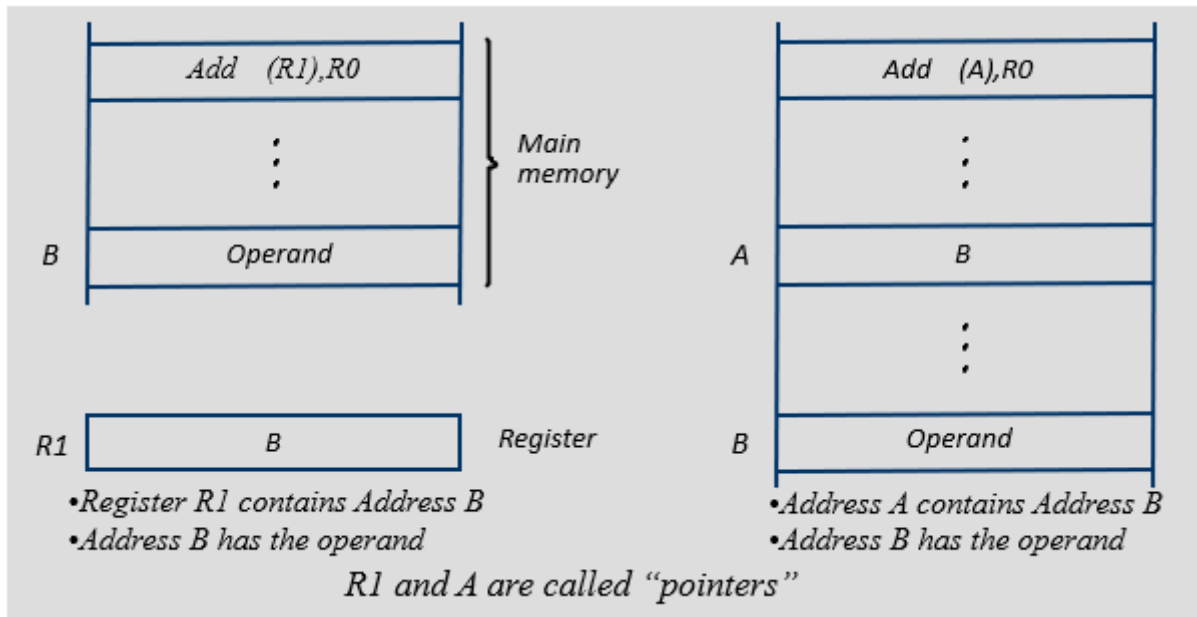 Add (R1),R0
Main
memory
B
Operand
R1
B
Register
•Register R1 contains Address B
•Address B has the operand
Add (A),R0
A
B
B
Operand
•Address A contains Address B
•Address B has the operand
R1 and A are called “pointers”